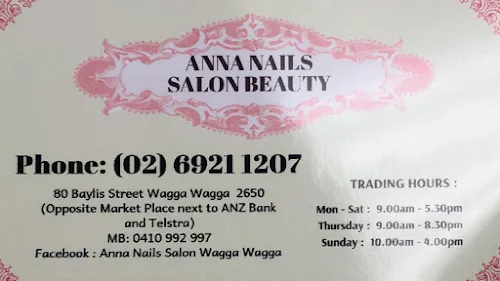 ANNA NAILS
SALON BEAUTY
Phone: (02) 6921 1207
80 Baylis Street Wagga Wagga 2650
(Opposite Market Place next to ANZ Bank
and Telstra)
MB: 0410 992 997
Facebook : Anna Nails Salon Wagga Wagga
TRADING HOURS :
Mon - Sat : 9.00am - 5.30pm
Thursday : 9.00am - 8.30pm
Sunday : 10.00am - 4.00pm